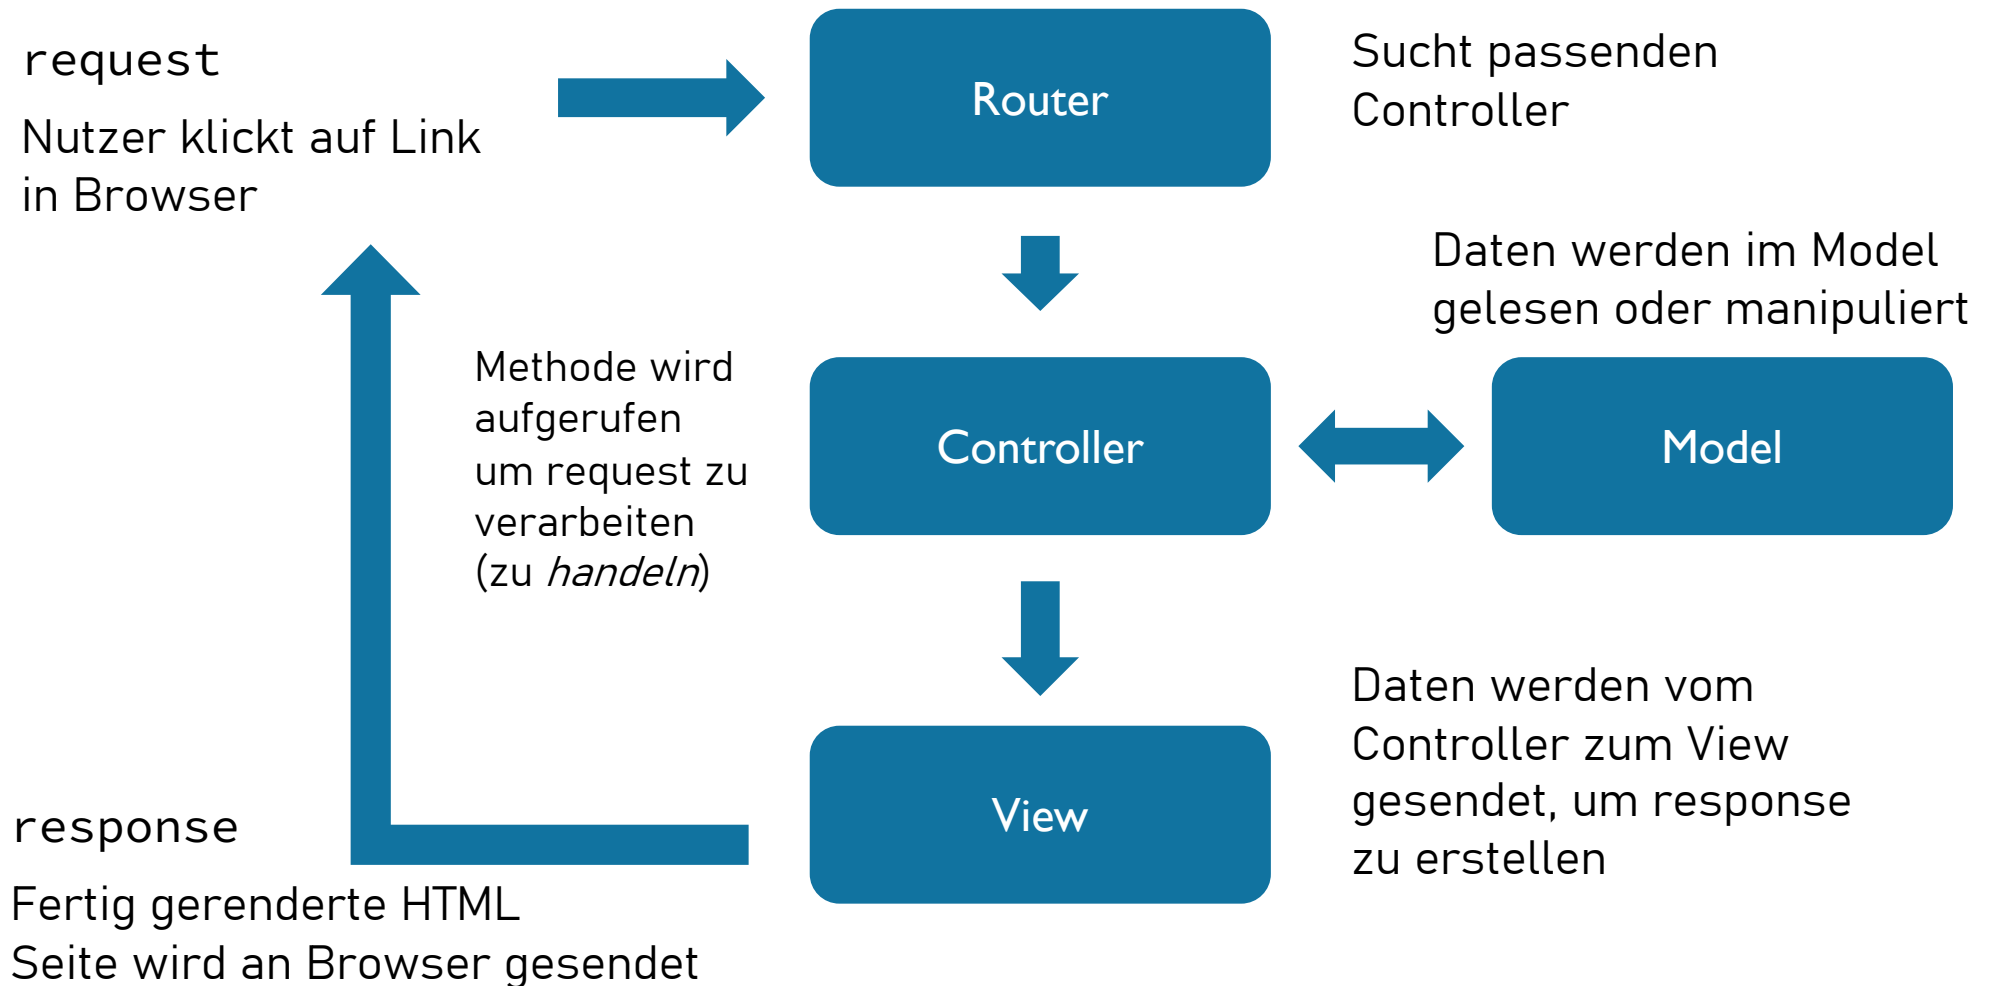 request
Nutzer klickt auf Link
in Browser
Router
Sucht passenden
Controller
Daten werden im Model
gelesen oder manipuliert
Methode wird
aufgerufen
um request zu
verarbeiten
(zu handeln)
Controller
Model
View
Daten werden vom
Controller zum View
gesendet, um response
zu erstellen
response
Fertig gerenderte HTML
Seite wird an Browser gesendet